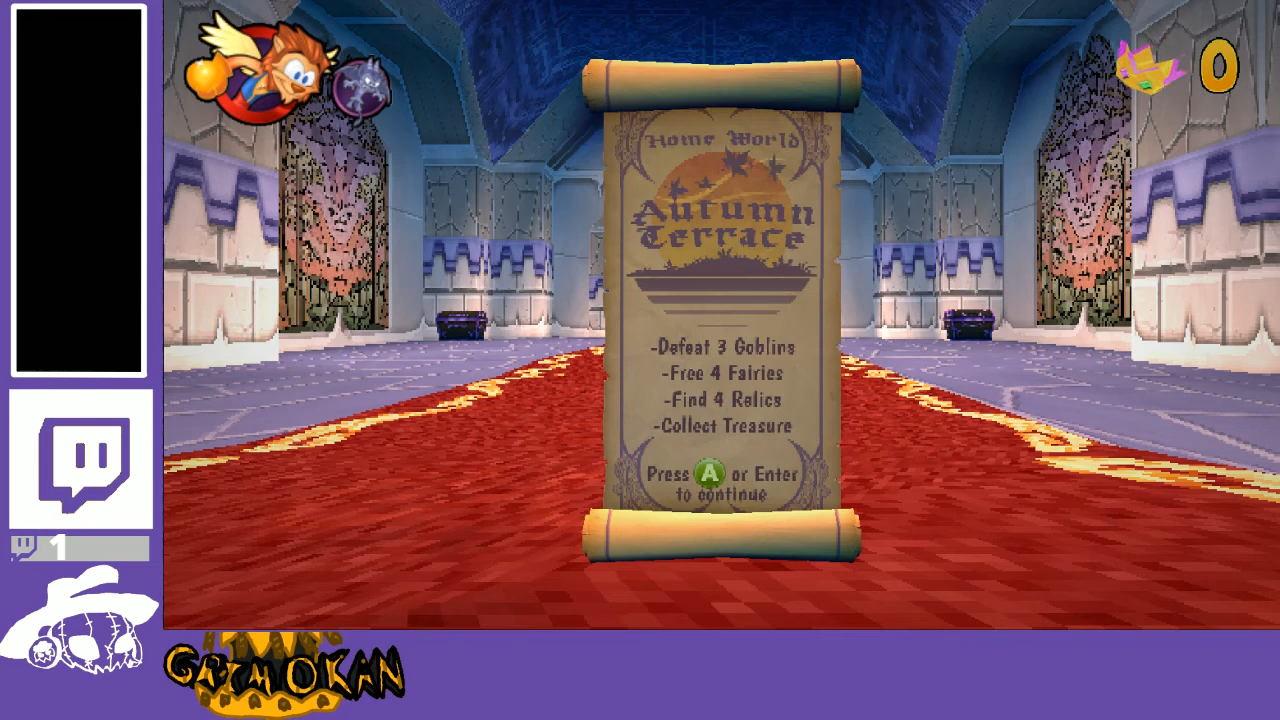 0
Home World
Autumn
Terrace
-Defeat 3 Goblins
-Free 4 Fairies
-Find 4 Relics
-Collect Treasure
Press A or Enter
to continue
1